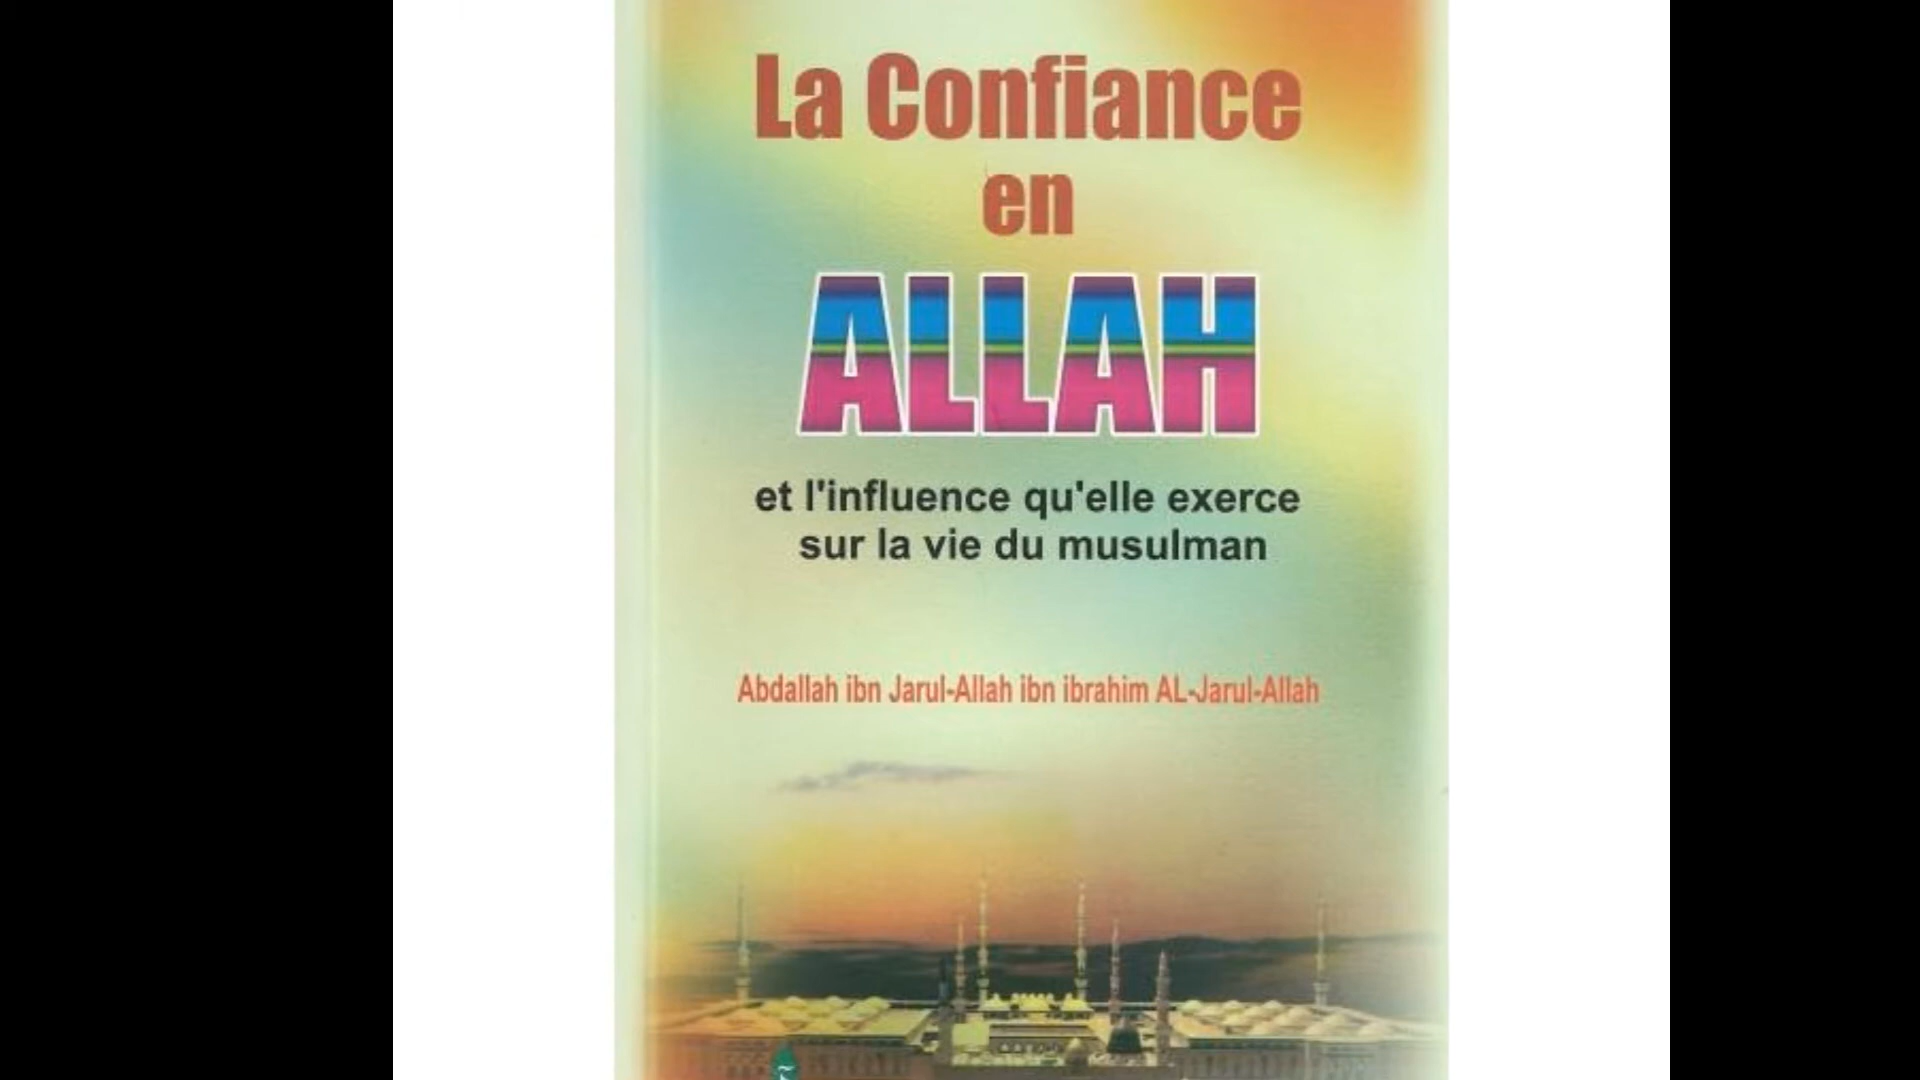 La Confiance
en
ALLAH
et l'influence qu'elle exerce
sur la vie du musulman
Abdallah ibn Jarul-Allah ibn ibrahim AL-Jarul-Allah